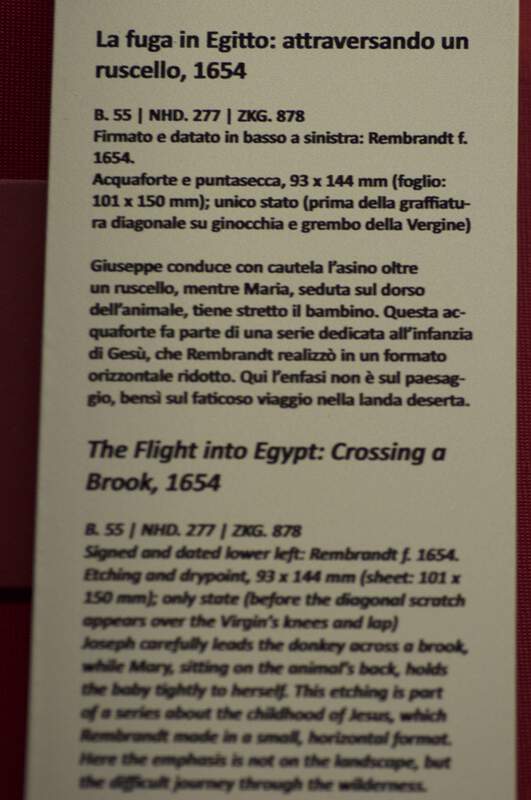 La fuga in Egitto: attraversando un
ruscello, 1654
B. 55 | NHD. 277 | ZKG. 878
Firmato e datato in basso a sinistra: Rembrandt f.
1654.
Acquaforte e puntasecca, 93 x 144 mm (foglio:
101 x 150 mm); unico stato (prima della graffiatu-
ra diagonale su ginocchia e grembo della Vergine)
Giuseppe conduce con cautela l'asino oltre
un ruscello, mentre Maria, seduta sul dorso
dell'animale, tiene stretto il bambino. Questa ac-
quaforte fa parte di una serie dedicata all'infanzia
di Gesù, che Rembrandt realizzò in un formato
orizzontale ridotto. Qui l'enfasi non è sul paesag-
gio, bensì sul faticoso viaggio nella landa deserta.
The Flight into Egypt: Crossing a
Brook, 1654
B. 55 | NHD. 277 | ZKG. 878
Signed and dated lower left: Rembrandt f. 1654.
Etching and drypoint, 93 x 144 mm (sheet: 101 x
150 mm); only state (before the diagonal scratch
appears over the Virgin's knees and lap)
Joseph carefully leads the donkey across a brook,
while Mary, sitting on the animal's back, holds
the baby tightly to herself. This etching is part
of a series about the childhood of Jesus, which
Rembrandt made in a small, horizontal format.
Here the emphasis is not on the landscape, but
the difficult journey through the wilderness.